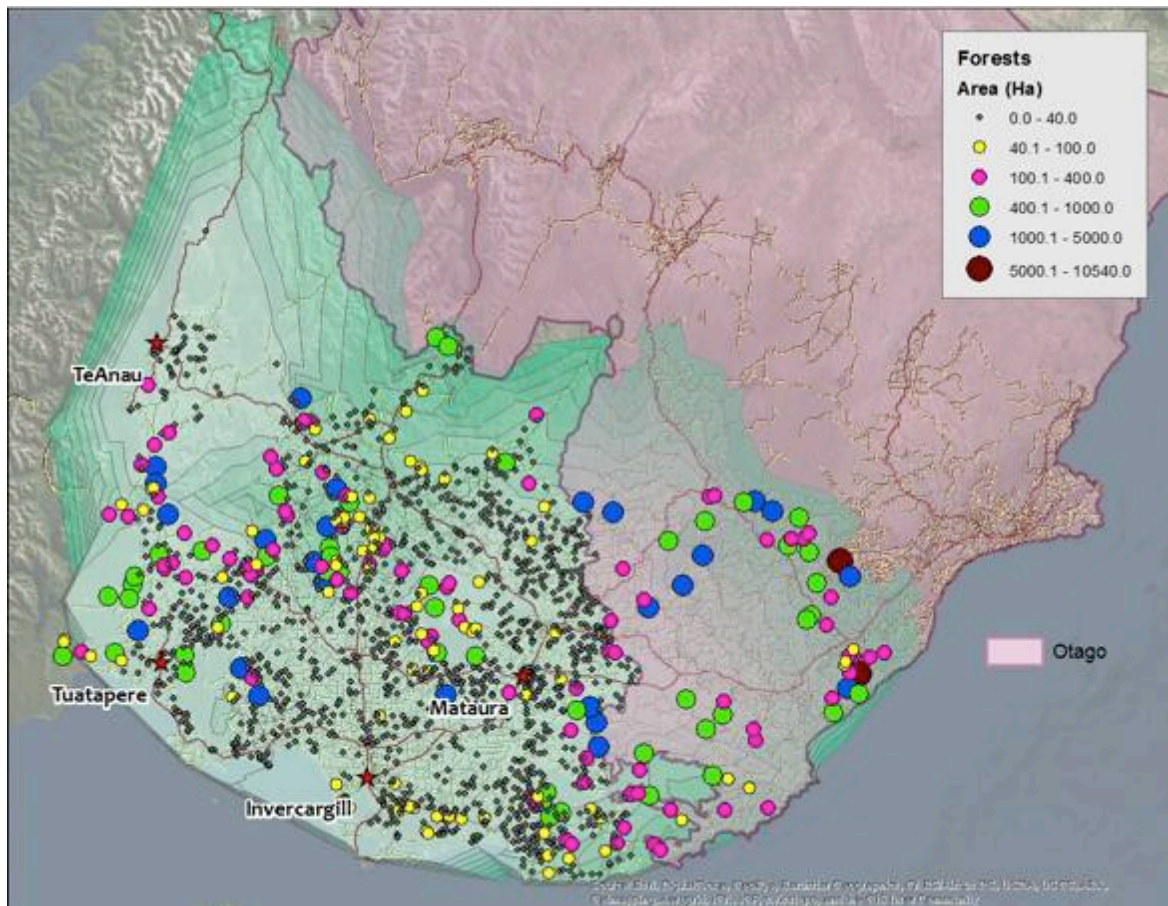 Forests
Area (Ha)
0.0 - 40.0
40.1 - 100.0
100.1 - 400.0
400.1 - 1000.0
1000.1 - 5000.0
5000.1 - 10540.0
TeAnau
Otago
Tuatapere
Mataura
Invercargill